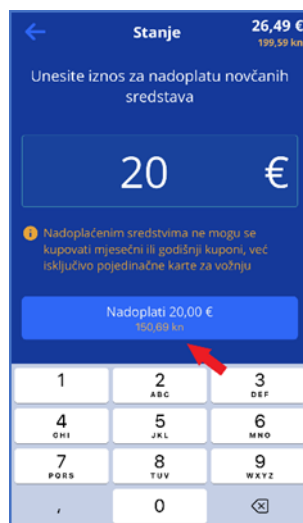 Stanje
26,49 €
199,59 kn
Unesite iznos za nadoplatu novčanih
sredstava
20 €
Nadoplaćenim sredstvima ne mogu se
kupovati mjesečni ili godišnji kuponi, već
isključivo pojedinačne karte za vožnju
Nadoplati 20,00 €
150,69 kn
1 2 3
ABC DEF
4 5 6
GHI JKL MNO
7 8 9
PQRS TUV WXYZ
, 0